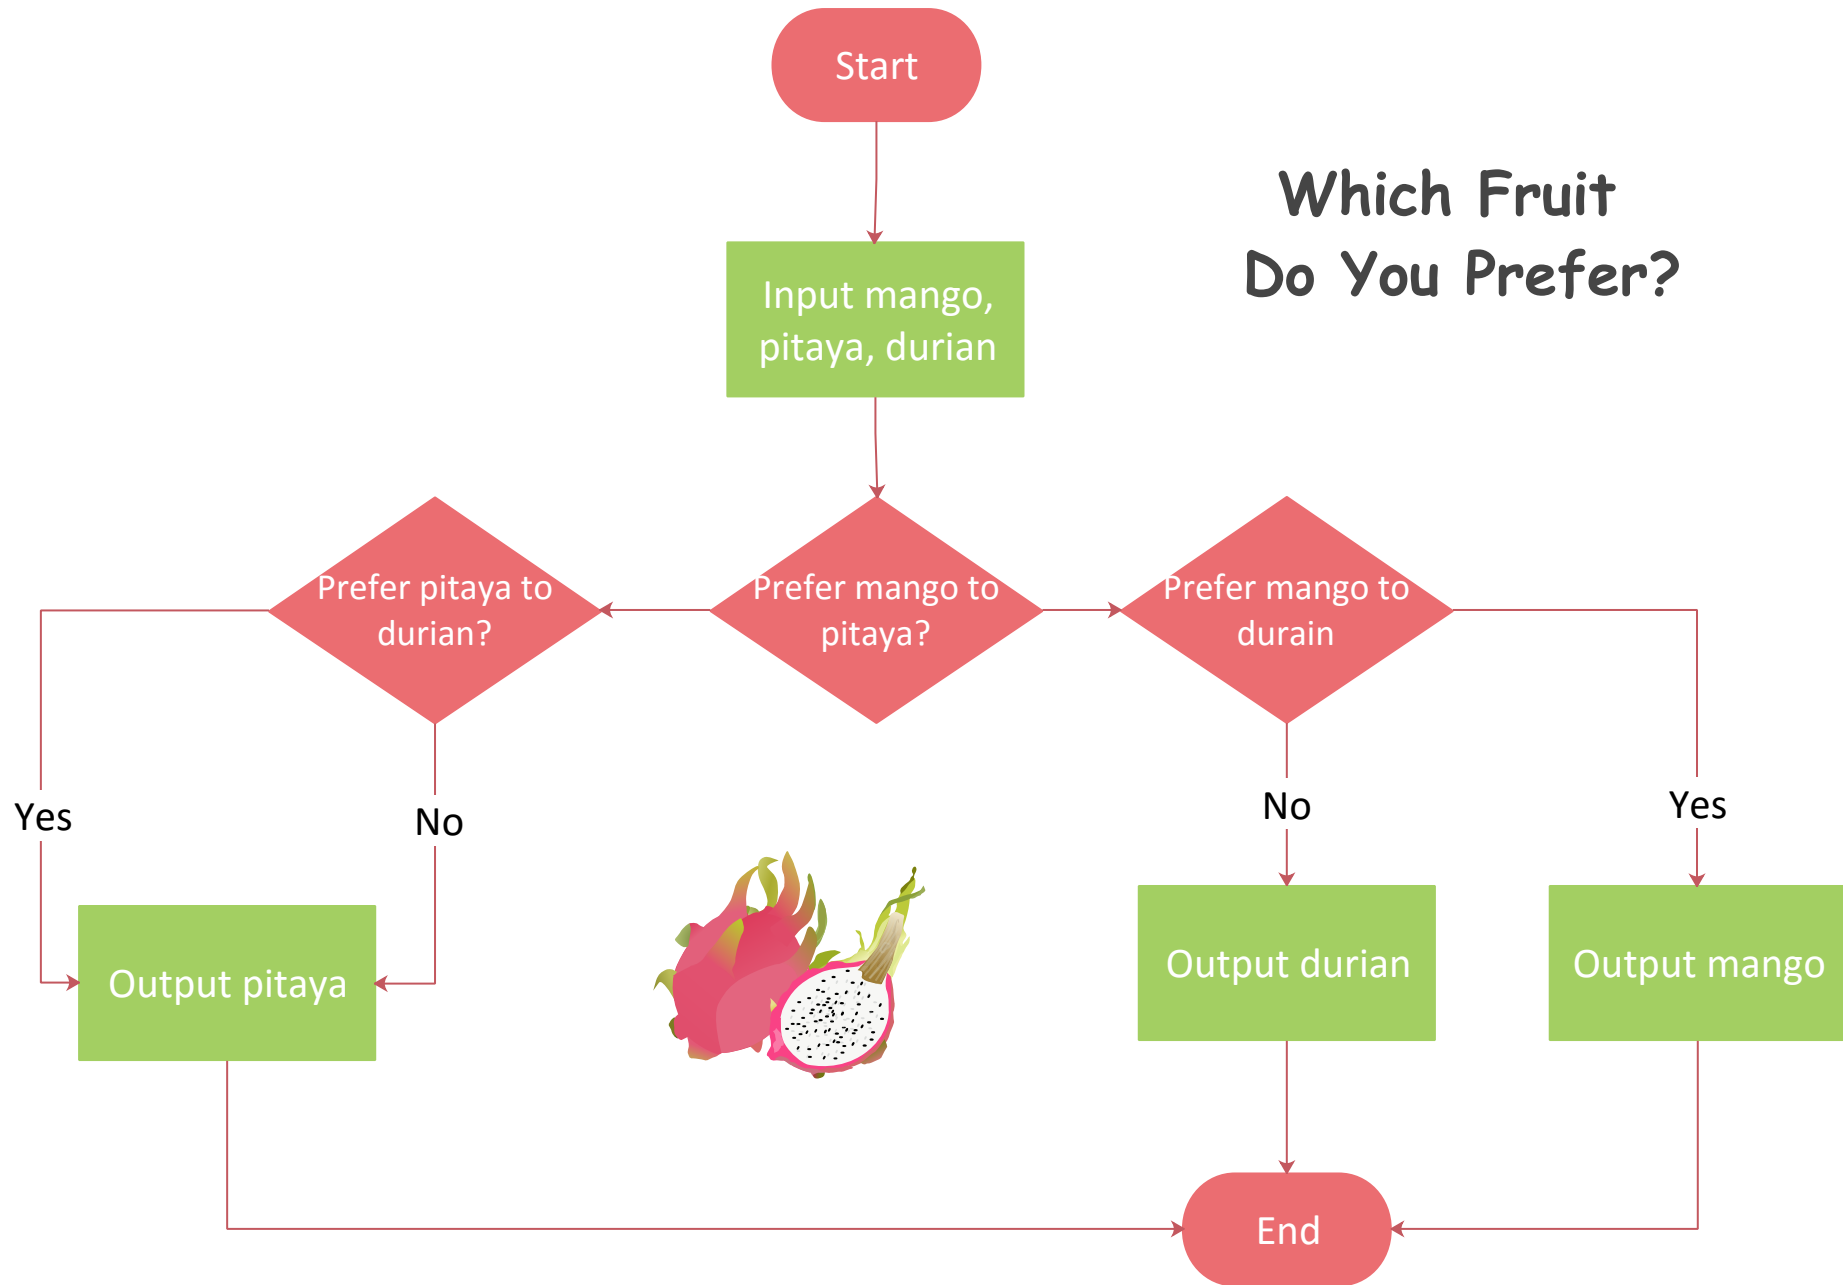 Start
Which Fruit
Do You Prefer?
Input mango,
pitaya, durian
Prefer pitaya to
durian?
Prefer mango to
pitaya?
Prefer mango to
durain
Yes
No
No
Yes
Output pitaya
Output durian
Output mango
End